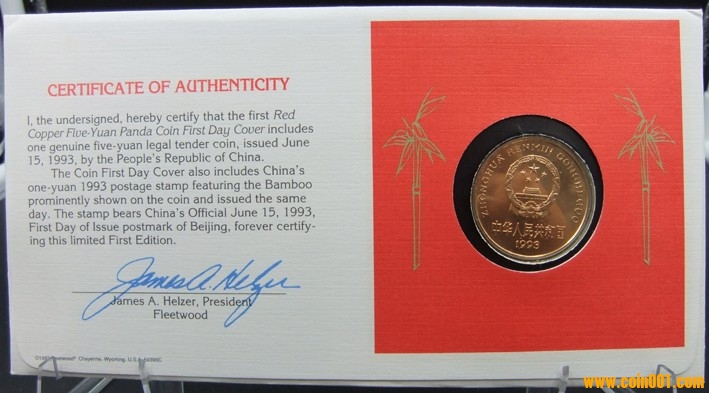 CERTIFICATE OF AUTHENTICITY
I, the undersigned, hereby certify that the first Red
Copper Five-Yuan Panda Coin First Day Cover includes
one genuine five-yuan legal tender coin, issued June
15, 1993, by the People's Republic of China.
The Coin First Day Cover also includes China's
one-yuan 1993 postage stamp featuring the Bamboo
prominently shown on the coin and issued the same
day. The stamp bears China's Official June 15, 1993,
First Day of Issue postmark of Beijing, forever certify-
ing this limited First Edition.
James A. Helzer
James A. Helzer, President
Fleetwood
Fleetwood® Cheyenne, Wyoming, U.S.A.
ZHONGHUA RENMIN GONGHE GUO
中华人民共和国
1993
www.coin001.com